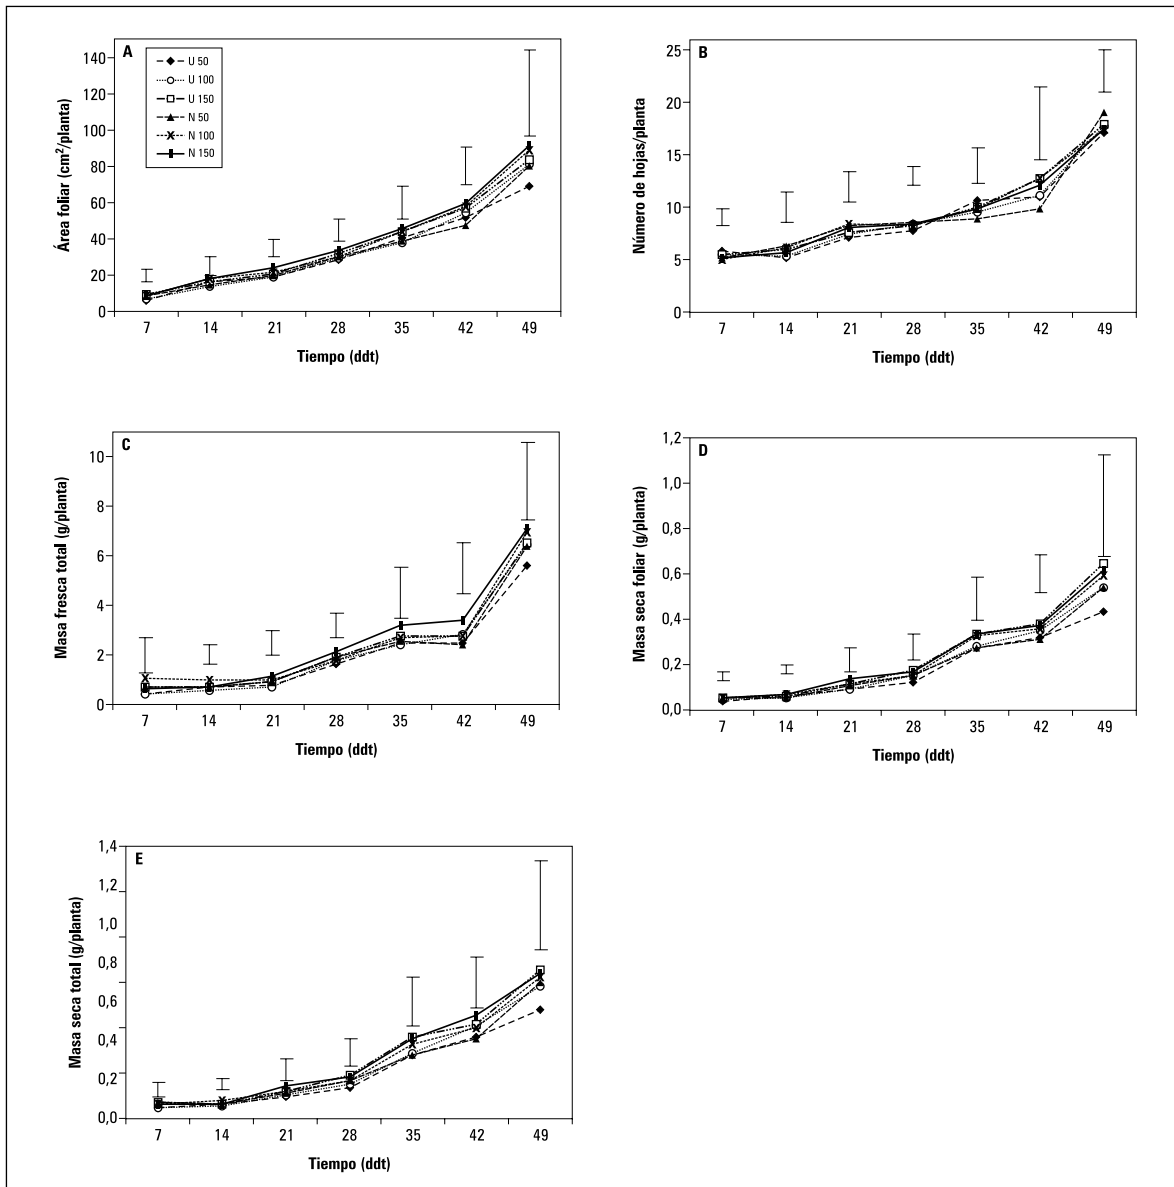 A
U 50
U 100
U 150
N 50
N 100
N 150
Área foliar (cm²/planta)
140
120
100
80
60
40
20
0
7 14 21 28 35 42 49
Tiempo (ddt)
B
Número de hojas/planta
25
20
15
10
5
0
7 14 21 28 35 42 49
Tiempo (ddt)
C
Masa fresca total (g/planta)
10
8
6
4
2
0
7 14 21 28 35 42 49
Tiempo (ddt)
D
Masa seca foliar (g/planta)
1,2
1,0
0,8
0,6
0,4
0,2
0,0
7 14 21 28 35 42 49
Tiempo (ddt)
E
Masa seca total (g/planta)
1,4
1,2
1,0
0,8
0,6
0,4
0,2
0,0
7 14 21 28 35 42 49
Tiempo (ddt)